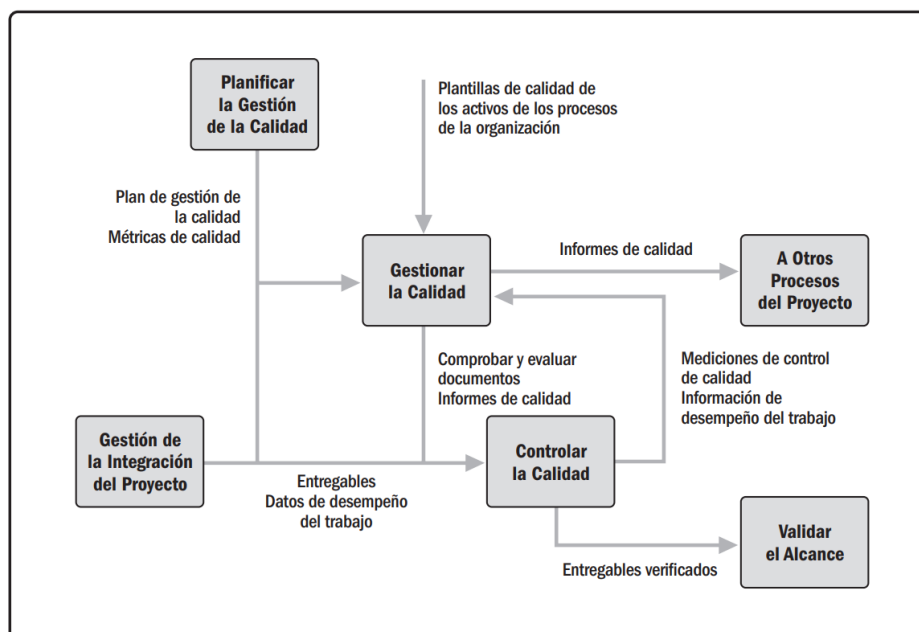 Planificar
la Gestión
de la Calidad
Plantillas de calidad de
los activos de los procesos
de la organización
Plan de gestión de
la calidad
Métricas de calidad
Gestionar
la Calidad
Informes de calidad
A Otros
Procesos
del Proyecto
Comprobar y evaluar
documentos
Informes de calidad
Mediciones de control
de calidad
Información de
desempeño del trabajo
Gestión de
la Integración
del Proyecto
Entregables
Datos de desempeño
del trabajo
Controlar
la Calidad
Entregables verificados
Validar
el Alcance